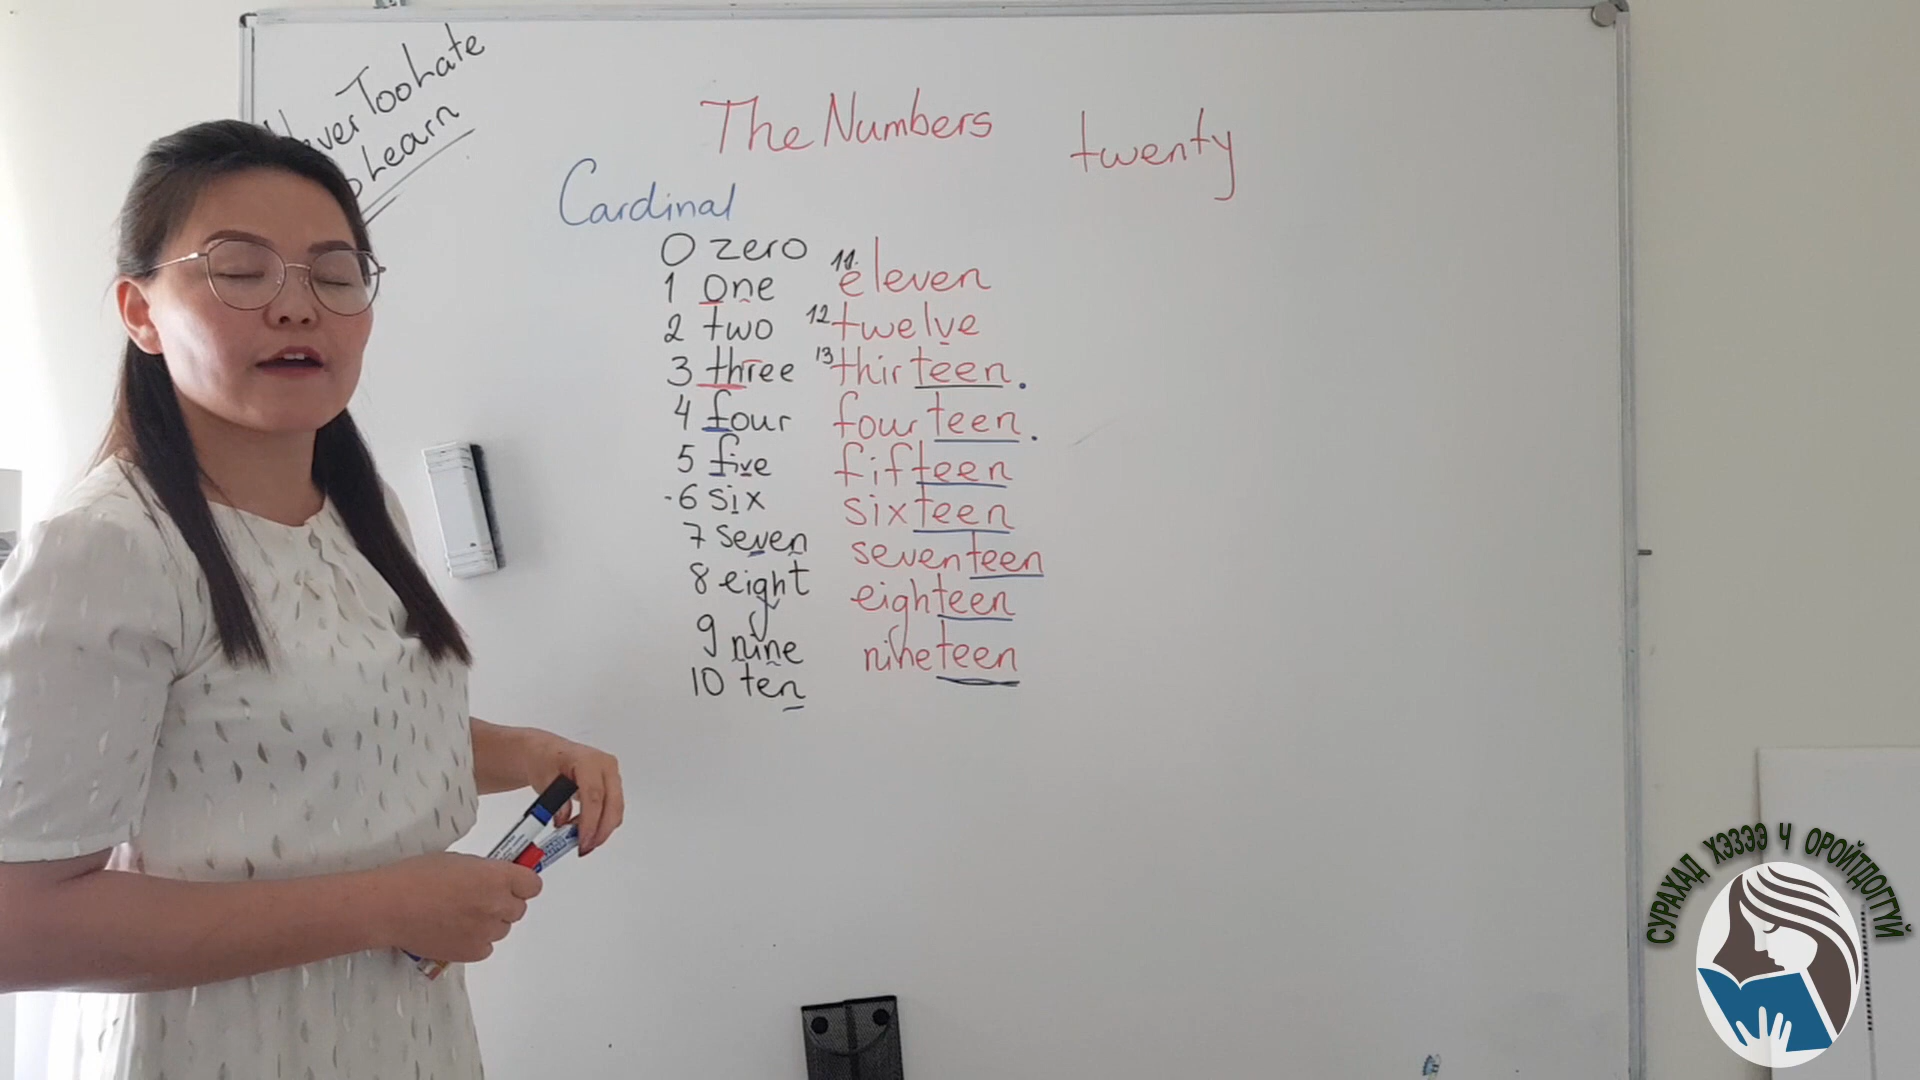 Never Too Late
To Learn
The Numbers
twenty
Cardinal
0 zero
1 one
2 two
3 three
4 four
5 five
6 six
7 seven
8 eight
9 nine
10 ten
11. eleven
12 twelve
13 thirteen.
fourteen.
fifteen
sixteen
seventeen
eighteen
nineteen
СУРАХАД ХЭЗЭЭ Ч ОРОЙТДОГГҮЙ